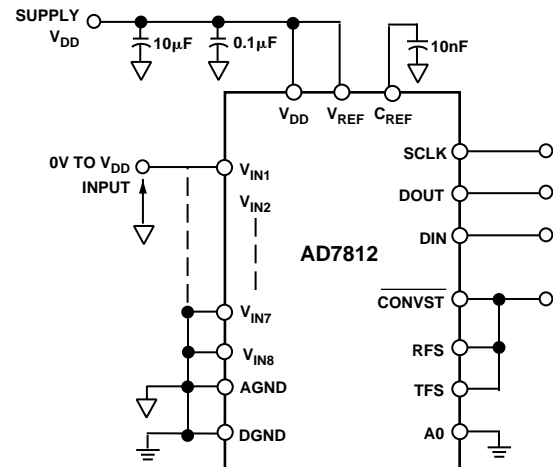 SUPPLY
VDD
10μF
0.1μF
10nF
VDD
VREF
CREF
0V TO VDD
INPUT
VIN1
VIN2
VIN7
VIN8
AGND
DGND
AD7812
SCLK
DOUT
DIN
CONVST
RFS
TFS
A0